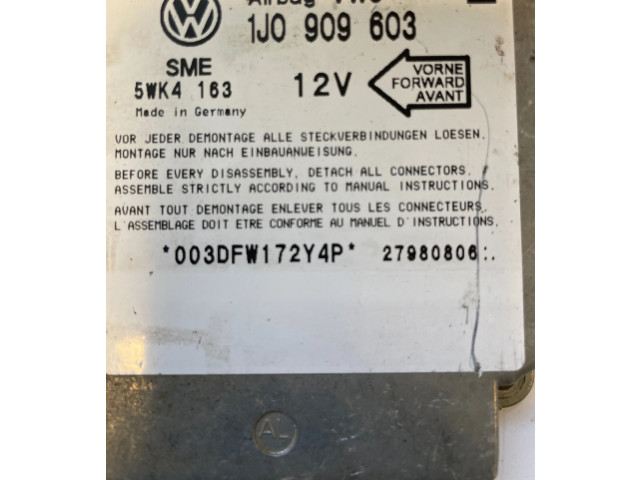 Airbag
1J0 909 603
SME
5WK4 163
Made in Germany
12V
VORNE
FORWARD
AVANT
VOR JEDER DEMONTAGE ALLE STECKVERBINDUNGEN LOESEN.
MONTAGE NUR NACH EINBAUANWEISUNG.
BEFORE EVERY DISASSEMBLY, DETACH ALL CONNECTORS.
ASSEMBLE STRICTLY ACCORDING TO MANUAL INSTRUCTIONS.
AVANT TOUT DEMONTAGE ENLEVER TOUS LES CONNECTEURS.
L'ASSEMBLAGE DOIT ETRE CONFORME AU MANUEL D'INSTRUCTIONS.
*003DFW172Y4P* 27980806:.
AL